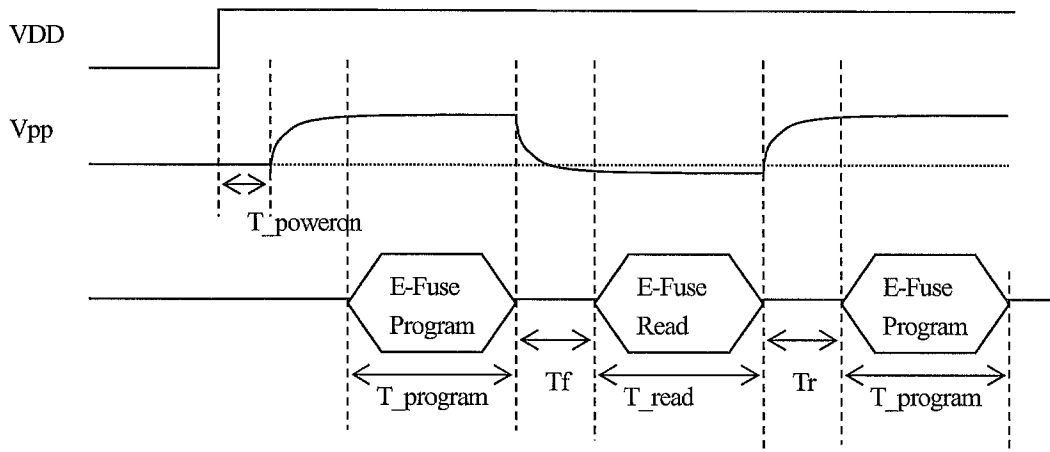 VDD
Vpp
T_poweron
E-Fuse
Program
E-Fuse
Read
E-Fuse
Program
T_program
Tf
T_read
Tr
T_program